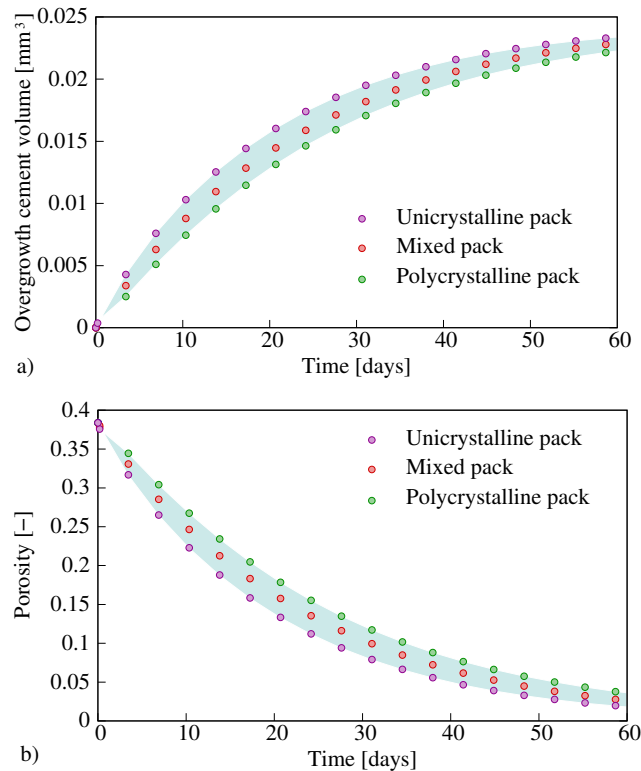 0.025
0.02
0.015
0.01
0.005
0
Overgrowth cement volume [mm³]
Unicrystalline pack
Mixed pack
Polycrystalline pack
0 10 20 30 40 50 60
Time [days]
a)
0.4
0.35
0.3
0.25
0.2
0.15
0.1
0.05
0
Porosity [−]
Unicrystalline pack
Mixed pack
Polycrystalline pack
0 10 20 30 40 50 60
Time [days]
b)